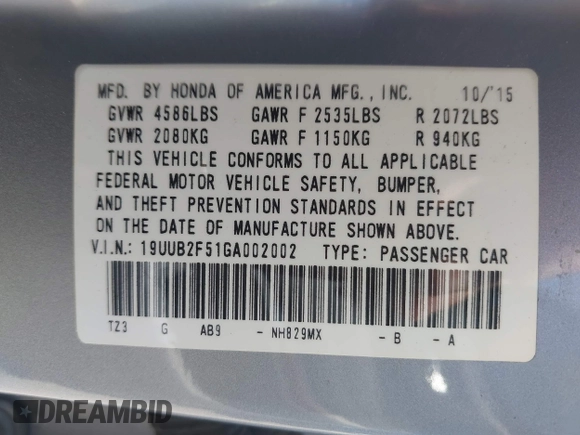 MFD. BY HONDA OF AMERICA MFG., INC. 10/'15
GVWR 4586LBS GAWR F 2535LBS R 2072LBS
GVWR 2080KG GAWR F 1150KG R 940KG
THIS VEHICLE CONFORMS TO ALL APPLICABLE
FEDERAL MOTOR VEHICLE SAFETY, BUMPER,
AND THEFT PREVENTION STANDARDS IN EFFECT
ON THE DATE OF MANUFACTURE SHOWN ABOVE.
V.I.N.: 19UUB2F51GA002002 TYPE: PASSENGER CAR
TZ3 G AB9 - NH829MX - B - A
DREAMBID